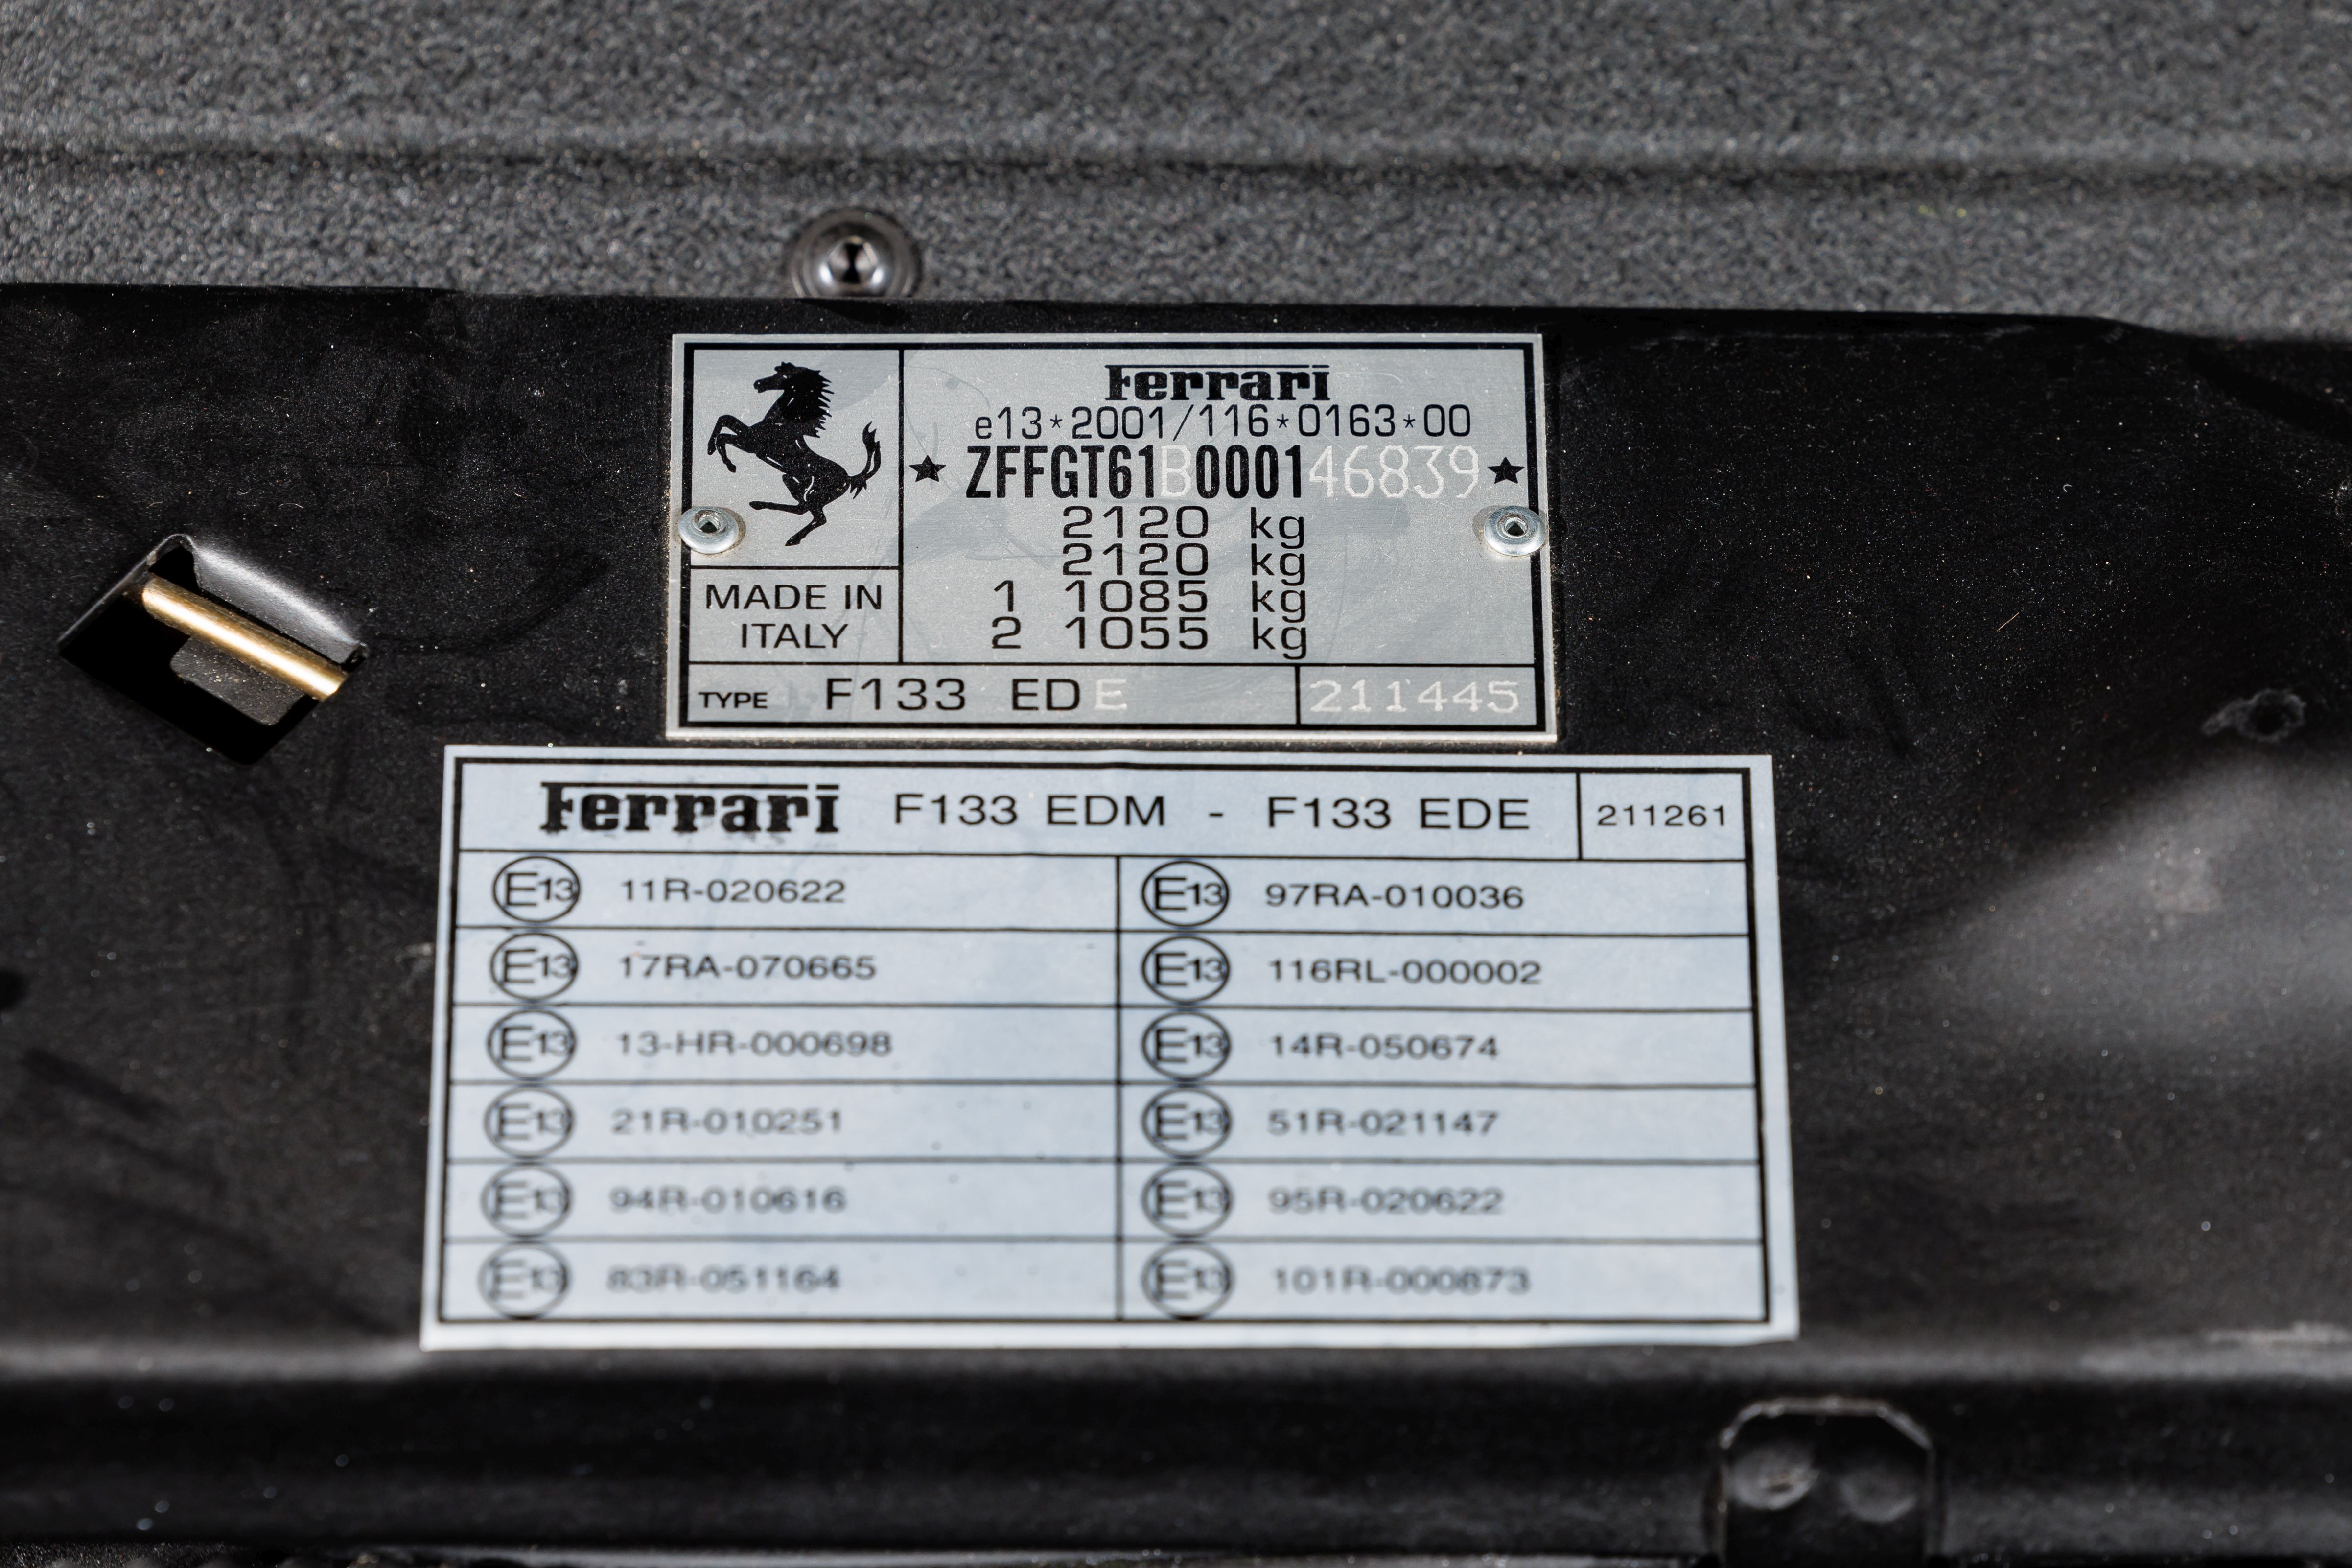 Ferrari
e13*2001/116*0163*00
★ ZFFGT61B000146839 ★
2120 kg
2120 kg
1 1085 kg
2 1055 kg
MADE IN
ITALY
TYPE F133 EDE 211445
Ferrari F133 EDM - F133 EDE 211261
E13 11R-020622 E13 97RA-010036
E13 17RA-070665 E13 116RL-000002
E13 13-HR-000698 E13 14R-050674
E13 21R-010251 E13 51R-021147
E13 94R-010616 E13 95R-020622
E13 83R-051164 E13 101R-000873